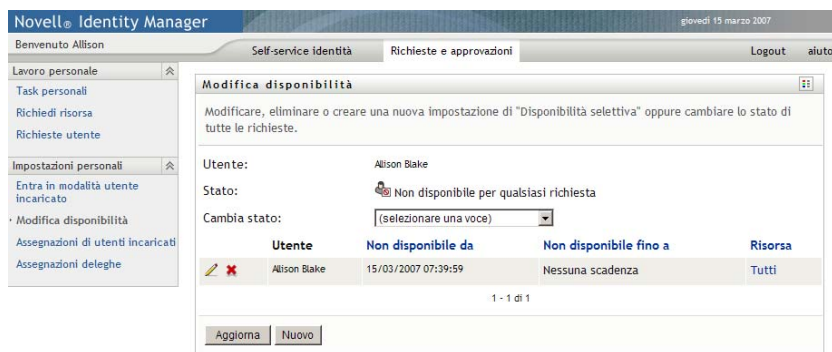 Novell® Identity Manager
giovedì 15 marzo 2007
Benvenuto Allison
Self-service identità
Richieste e approvazioni
Logout
aiuto
Lavoro personale
Task personali
Richiedi risorsa
Richieste utente
Impostazioni personali
Entra in modalità utente
incaricato
Modifica disponibilità
Assegnazioni di utenti incaricati
Assegnazioni deleghe
Modifica disponibilità
Modificare, eliminare o creare una nuova impostazione di "Disponibilità selettiva" oppure cambiare lo stato di
tutte le richieste.
Utente: Allison Blake
Stato: Non disponibile per qualsiasi richiesta
Cambia stato: (selezionare una voce)
Utente Non disponibile da Non disponibile fino a Risorsa
Allison Blake 15/03/2007 07:39:59 Nessuna scadenza Tutti
1 - 1 di 1
Aggiorna Nuovo